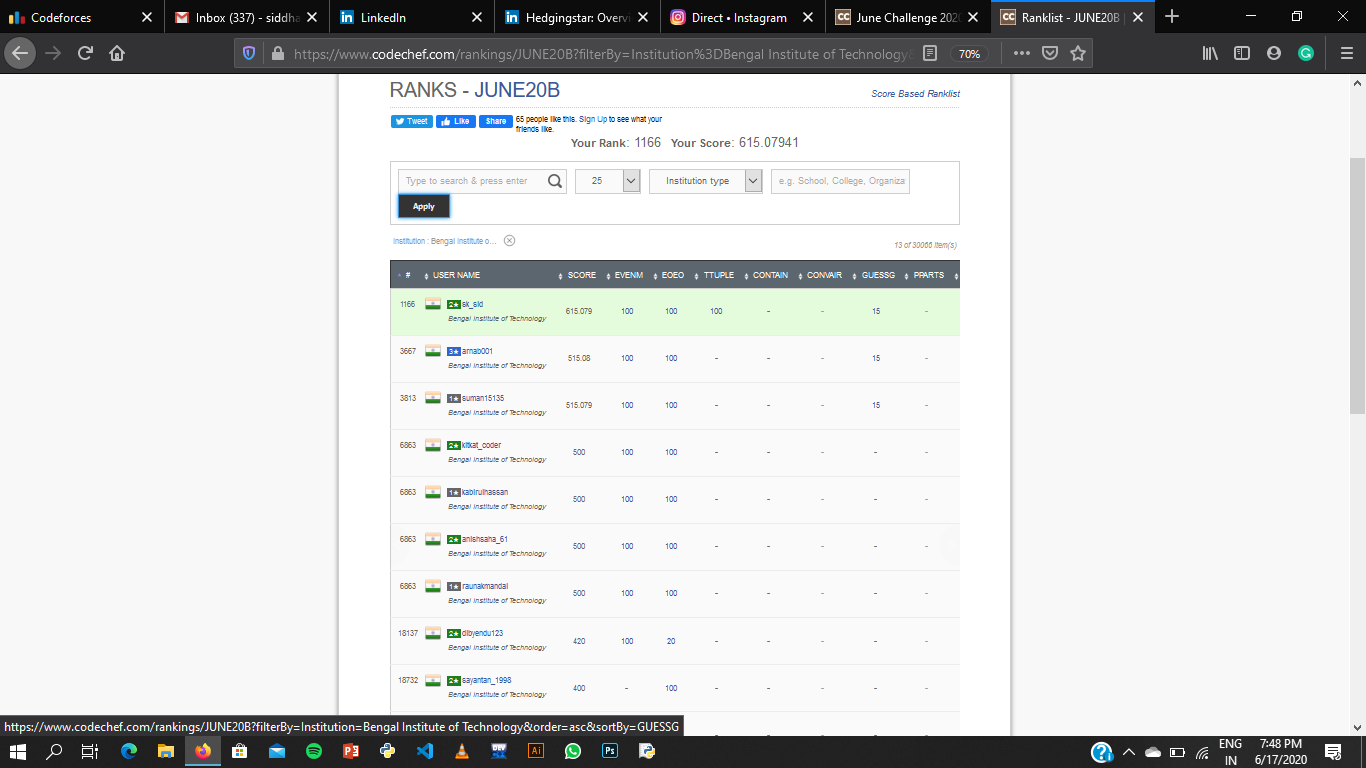 Codeforces
Inbox (337) - siddha
LinkedIn
Hedgingstar: Overvi
Direct • Instagram
June Challenge 2020
Ranklist - JUNE20B |
https://www.codechef.com/rankings/JUNE20B?filterBy=Institution%3DBengal Institute of Technology&
70%
RANKS - JUNE20B
Score Based Ranklist
Tweet Like Share 65 people like this. Sign Up to see what your
friends like.
Your Rank: 1166 Your Score: 615.07941
Type to search & press enter 25 Institution type e.g. School, College, Organiza
Apply
Institution : Bengal Institute o...
13 of 30066 item(s)
# USER NAME SCORE EVENM EOEO TTUPLE CONTAIN CONVAIR GUESSG PPARTS
1166 2★ sk_sid 615.079 100 100 100 - - 15 -
Bengal Institute of Technology
3667 3★ arnab001 515.08 100 100 - - - 15 -
Bengal Institute of Technology
3813 1★ suman15135 515.079 100 100 - - - 15 -
Bengal Institute of Technology
6863 2★ kitkat_coder 500 100 100 - - - - -
Bengal Institute of Technology
6863 1★ kabirulhassan 500 100 100 - - - - -
Bengal Institute of Technology
6863 2★ anishsaha_61 500 100 100 - - - - -
Bengal Institute of Technology
6863 1★ raunakmandal 500 100 100 - - - - -
Bengal Institute of Technology
18137 2★ dibyendu123 420 100 20 - - - - -
Bengal Institute of Technology
18732 2★ sayantan_1998 400 - 100 - - - - -
Bengal Institute of Technology
https://www.codechef.com/rankings/JUNE20B?filterBy=Institution=Bengal Institute of Technology&order=asc&sortBy=GUESSG
ENG
IN
7:48 PM
6/17/2020